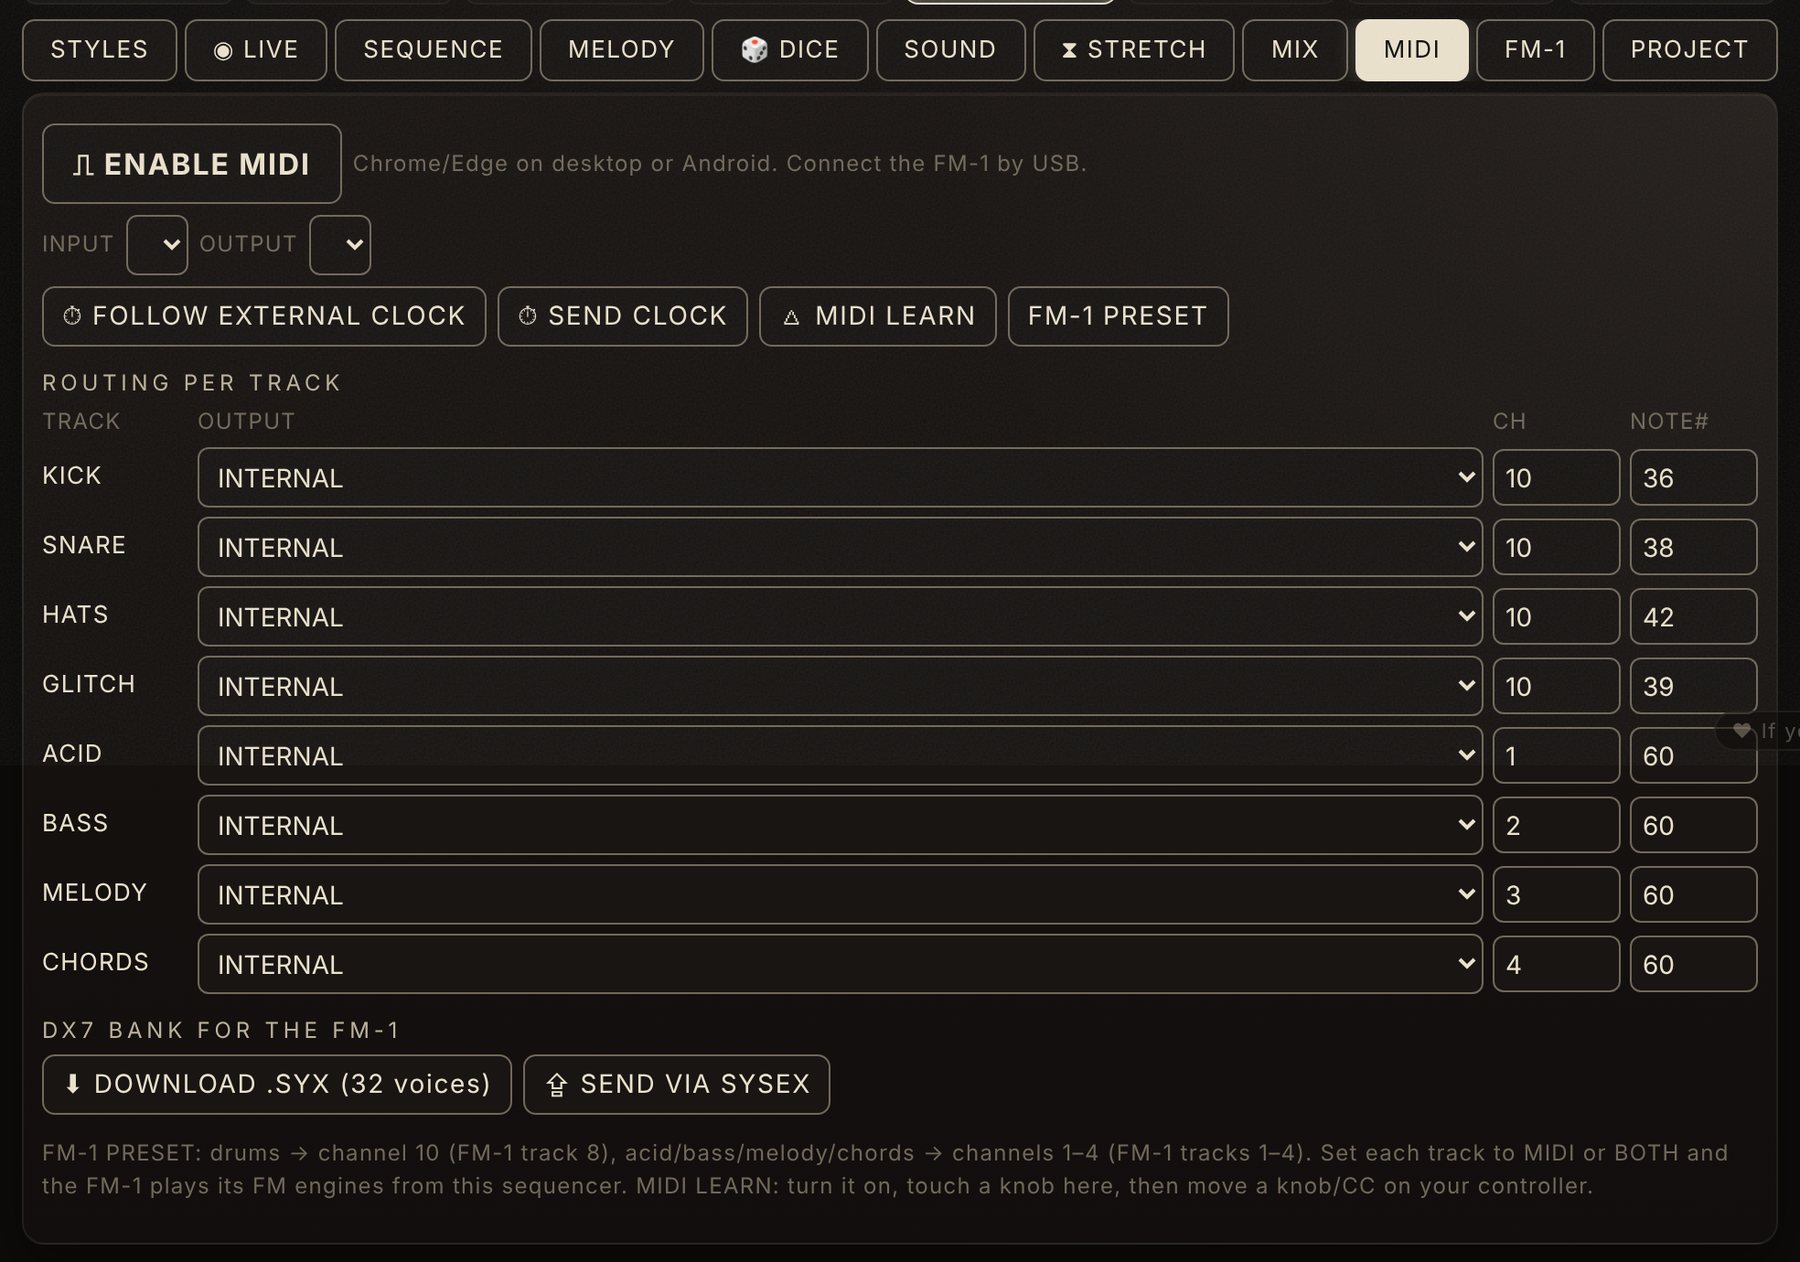 STYLES ◉ LIVE SEQUENCE MELODY 🎲 DICE SOUND ⧗ STRETCH MIX MIDI FM-1 PROJECT
⎍ ENABLE MIDI Chrome/Edge on desktop or Android. Connect the FM-1 by USB.
INPUT OUTPUT
⏱ FOLLOW EXTERNAL CLOCK ⏱ SEND CLOCK △ MIDI LEARN FM-1 PRESET
ROUTING PER TRACK
TRACK OUTPUT CH NOTE#
KICK INTERNAL 10 36
SNARE INTERNAL 10 38
HATS INTERNAL 10 42
GLITCH INTERNAL 10 39
♥ If
ACID INTERNAL 1 60
BASS INTERNAL 2 60
MELODY INTERNAL 3 60
CHORDS INTERNAL 4 60
DX7 BANK FOR THE FM-1
⬇ DOWNLOAD .SYX (32 voices) ⇪ SEND VIA SYSEX
FM-1 PRESET: drums → channel 10 (FM-1 track 8), acid/bass/melody/chords → channels 1–4 (FM-1 tracks 1–4). Set each track to MIDI or BOTH and
the FM-1 plays its FM engines from this sequencer. MIDI LEARN: turn it on, touch a knob here, then move a knob/CC on your controller.